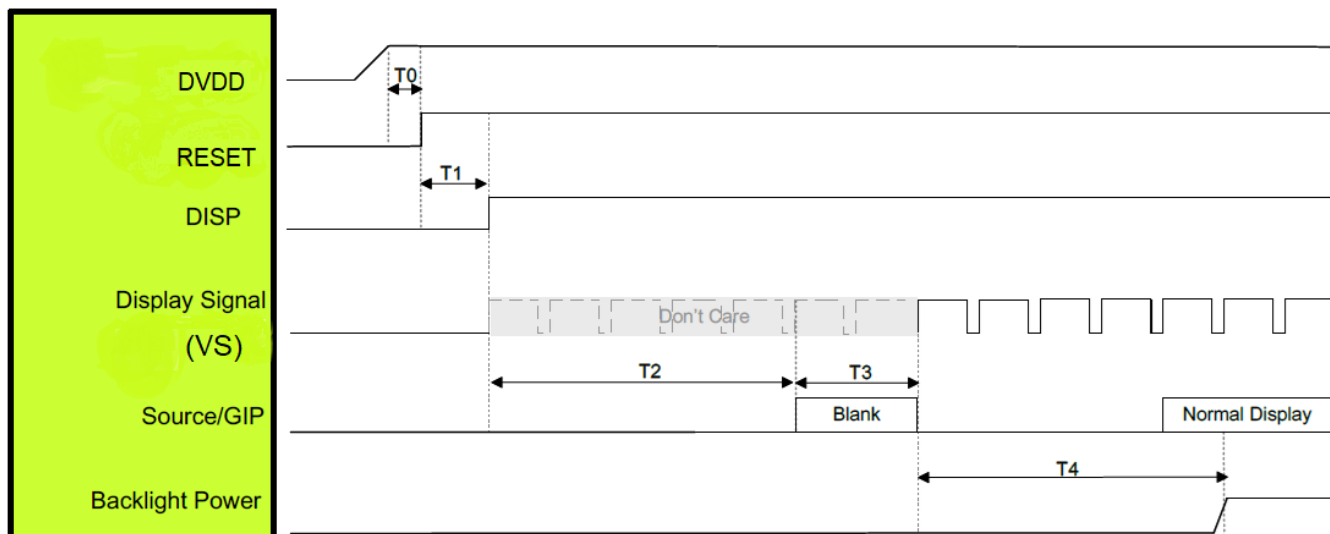 DVDD
T0
RESET
T1
DISP
Display Signal
(VS)
Don't Care
T2
T3
Source/GIP
Blank
Normal Display
T4
Backlight Power